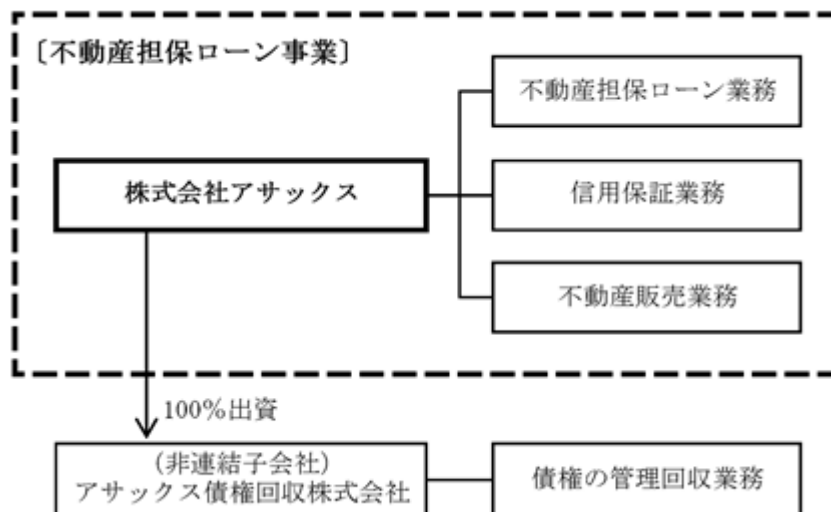 〔不動産担保ローン事業〕
不動産担保ローン業務
株式会社アサックス
信用保証業務
不動産販売業務
100%出資
(非連結子会社)
アサックス債権回収株式会社
債権の管理回収業務